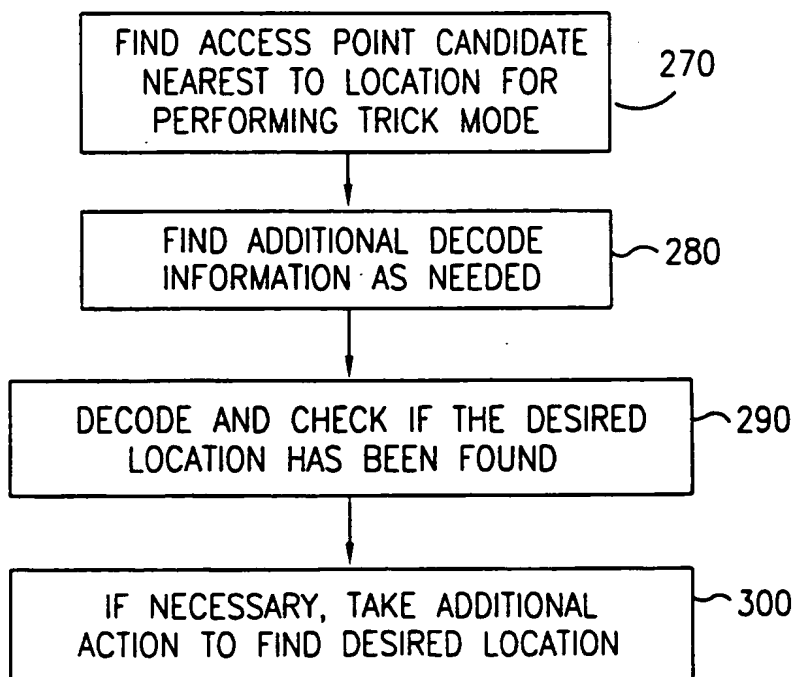 FIND ACCESS POINT CANDIDATE
NEAREST TO LOCATION FOR
PERFORMING TRICK MODE
270
FIND ADDITIONAL DECODE
INFORMATION AS NEEDED
280
DECODE AND CHECK IF THE DESIRED
LOCATION HAS BEEN FOUND
290
IF NECESSARY, TAKE ADDITIONAL
ACTION TO FIND DESIRED LOCATION
300